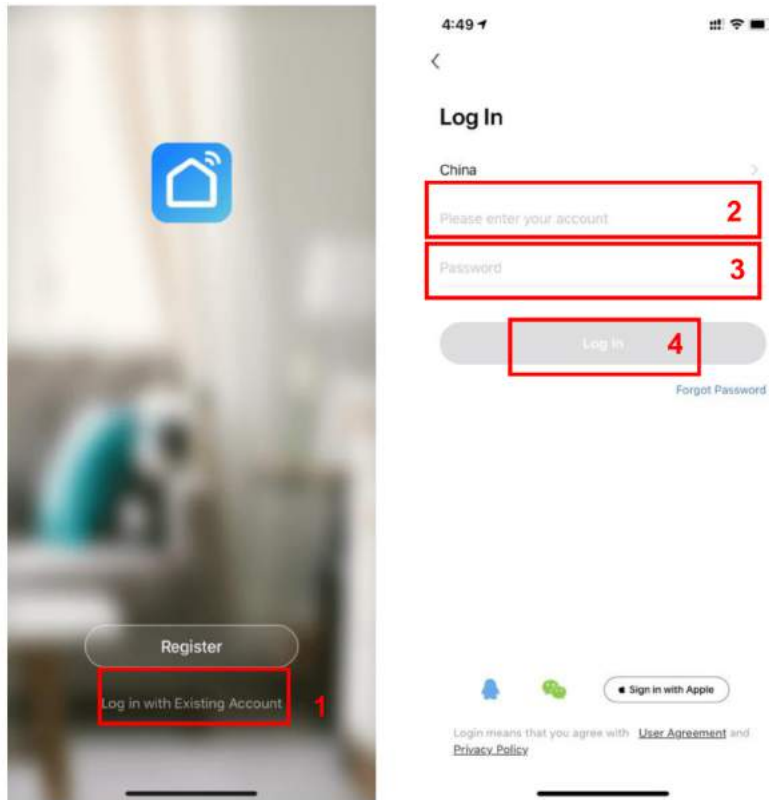 Register
Log in with Existing Account 1
4:49
Log In
China
Please enter your account 2
Password 3
Log In 4
Forgot Password
Sign in with Apple
Login means that you agree with User Agreement and
Privacy Policy